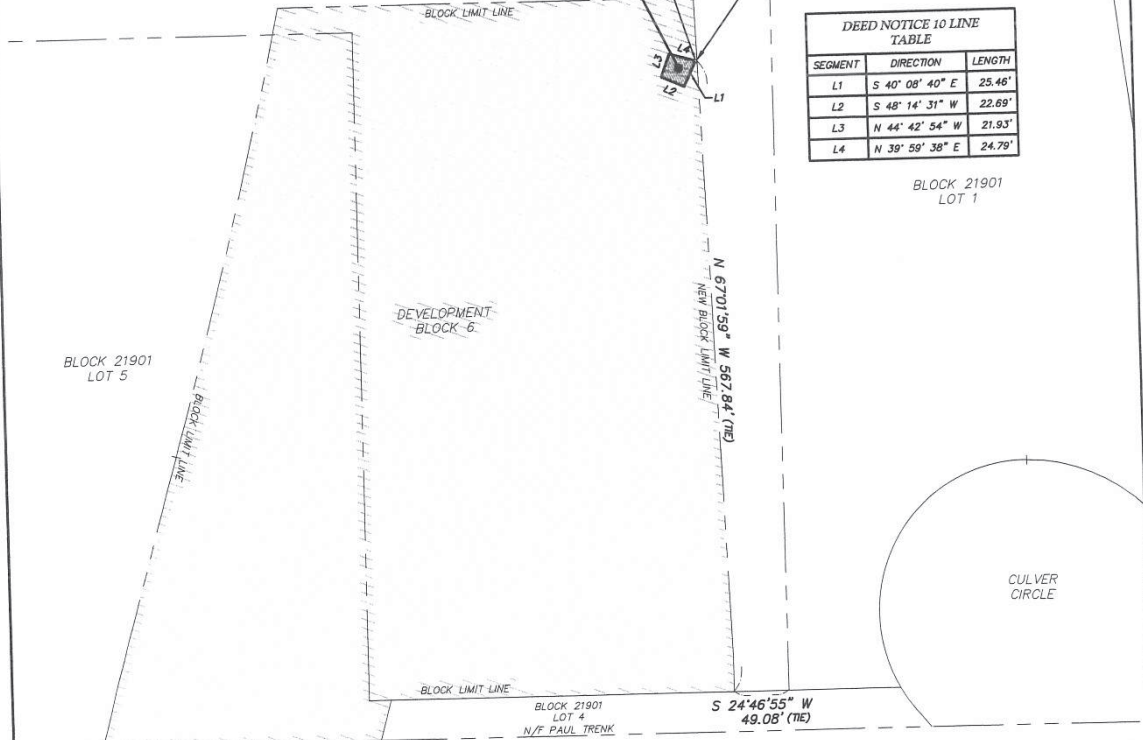 BLOCK LIMIT LINE
DEED NOTICE 10 LINE
TABLE
SEGMENT DIRECTION LENGTH
L1 S 40° 08' 40" E 25.46'
L2 S 48° 14' 31" W 22.69'
L3 N 44° 42' 54" W 21.93'
L4 N 39° 59' 38" E 24.79'
L4
L3
L2
L1
BLOCK 21901
LOT 1
N 67°01'59" W 567.84' (TIE)
NEW BLOCK LIMIT LINE
DEVELOPMENT
BLOCK 6
BLOCK 21901
LOT 5
BLOCK LIMIT LINE
CULVER
CIRCLE
BLOCK LIMIT LINE
BLOCK 21901
LOT 4
N/F PAUL TRENK
S 24°46'55" W
49.08' (TIE)